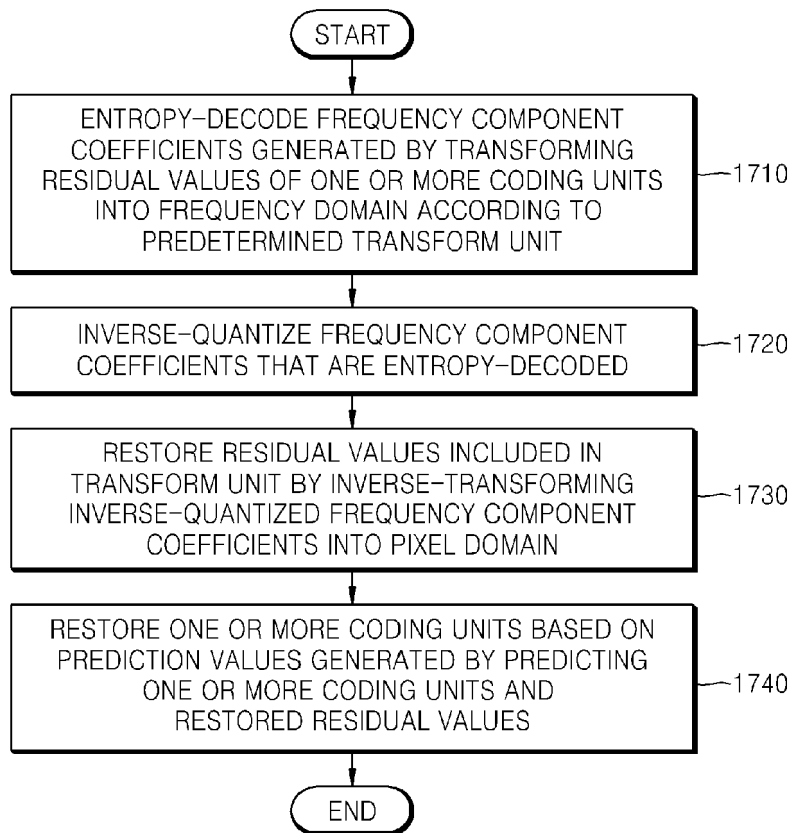 START
ENTROPY-DECODE FREQUENCY COMPONENT
COEFFICIENTS GENERATED BY TRANSFORMING
RESIDUAL VALUES OF ONE OR MORE CODING UNITS
INTO FREQUENCY DOMAIN ACCORDING TO
PREDETERMINED TRANSFORM UNIT
1710
INVERSE-QUANTIZE FREQUENCY COMPONENT
COEFFICIENTS THAT ARE ENTROPY-DECODED
1720
RESTORE RESIDUAL VALUES INCLUDED IN
TRANSFORM UNIT BY INVERSE-TRANSFORMING
INVERSE-QUANTIZED FREQUENCY COMPONENT
COEFFICIENTS INTO PIXEL DOMAIN
1730
RESTORE ONE OR MORE CODING UNITS BASED ON
PREDICTION VALUES GENERATED BY PREDICTING
ONE OR MORE CODING UNITS AND
RESTORED RESIDUAL VALUES
1740
END